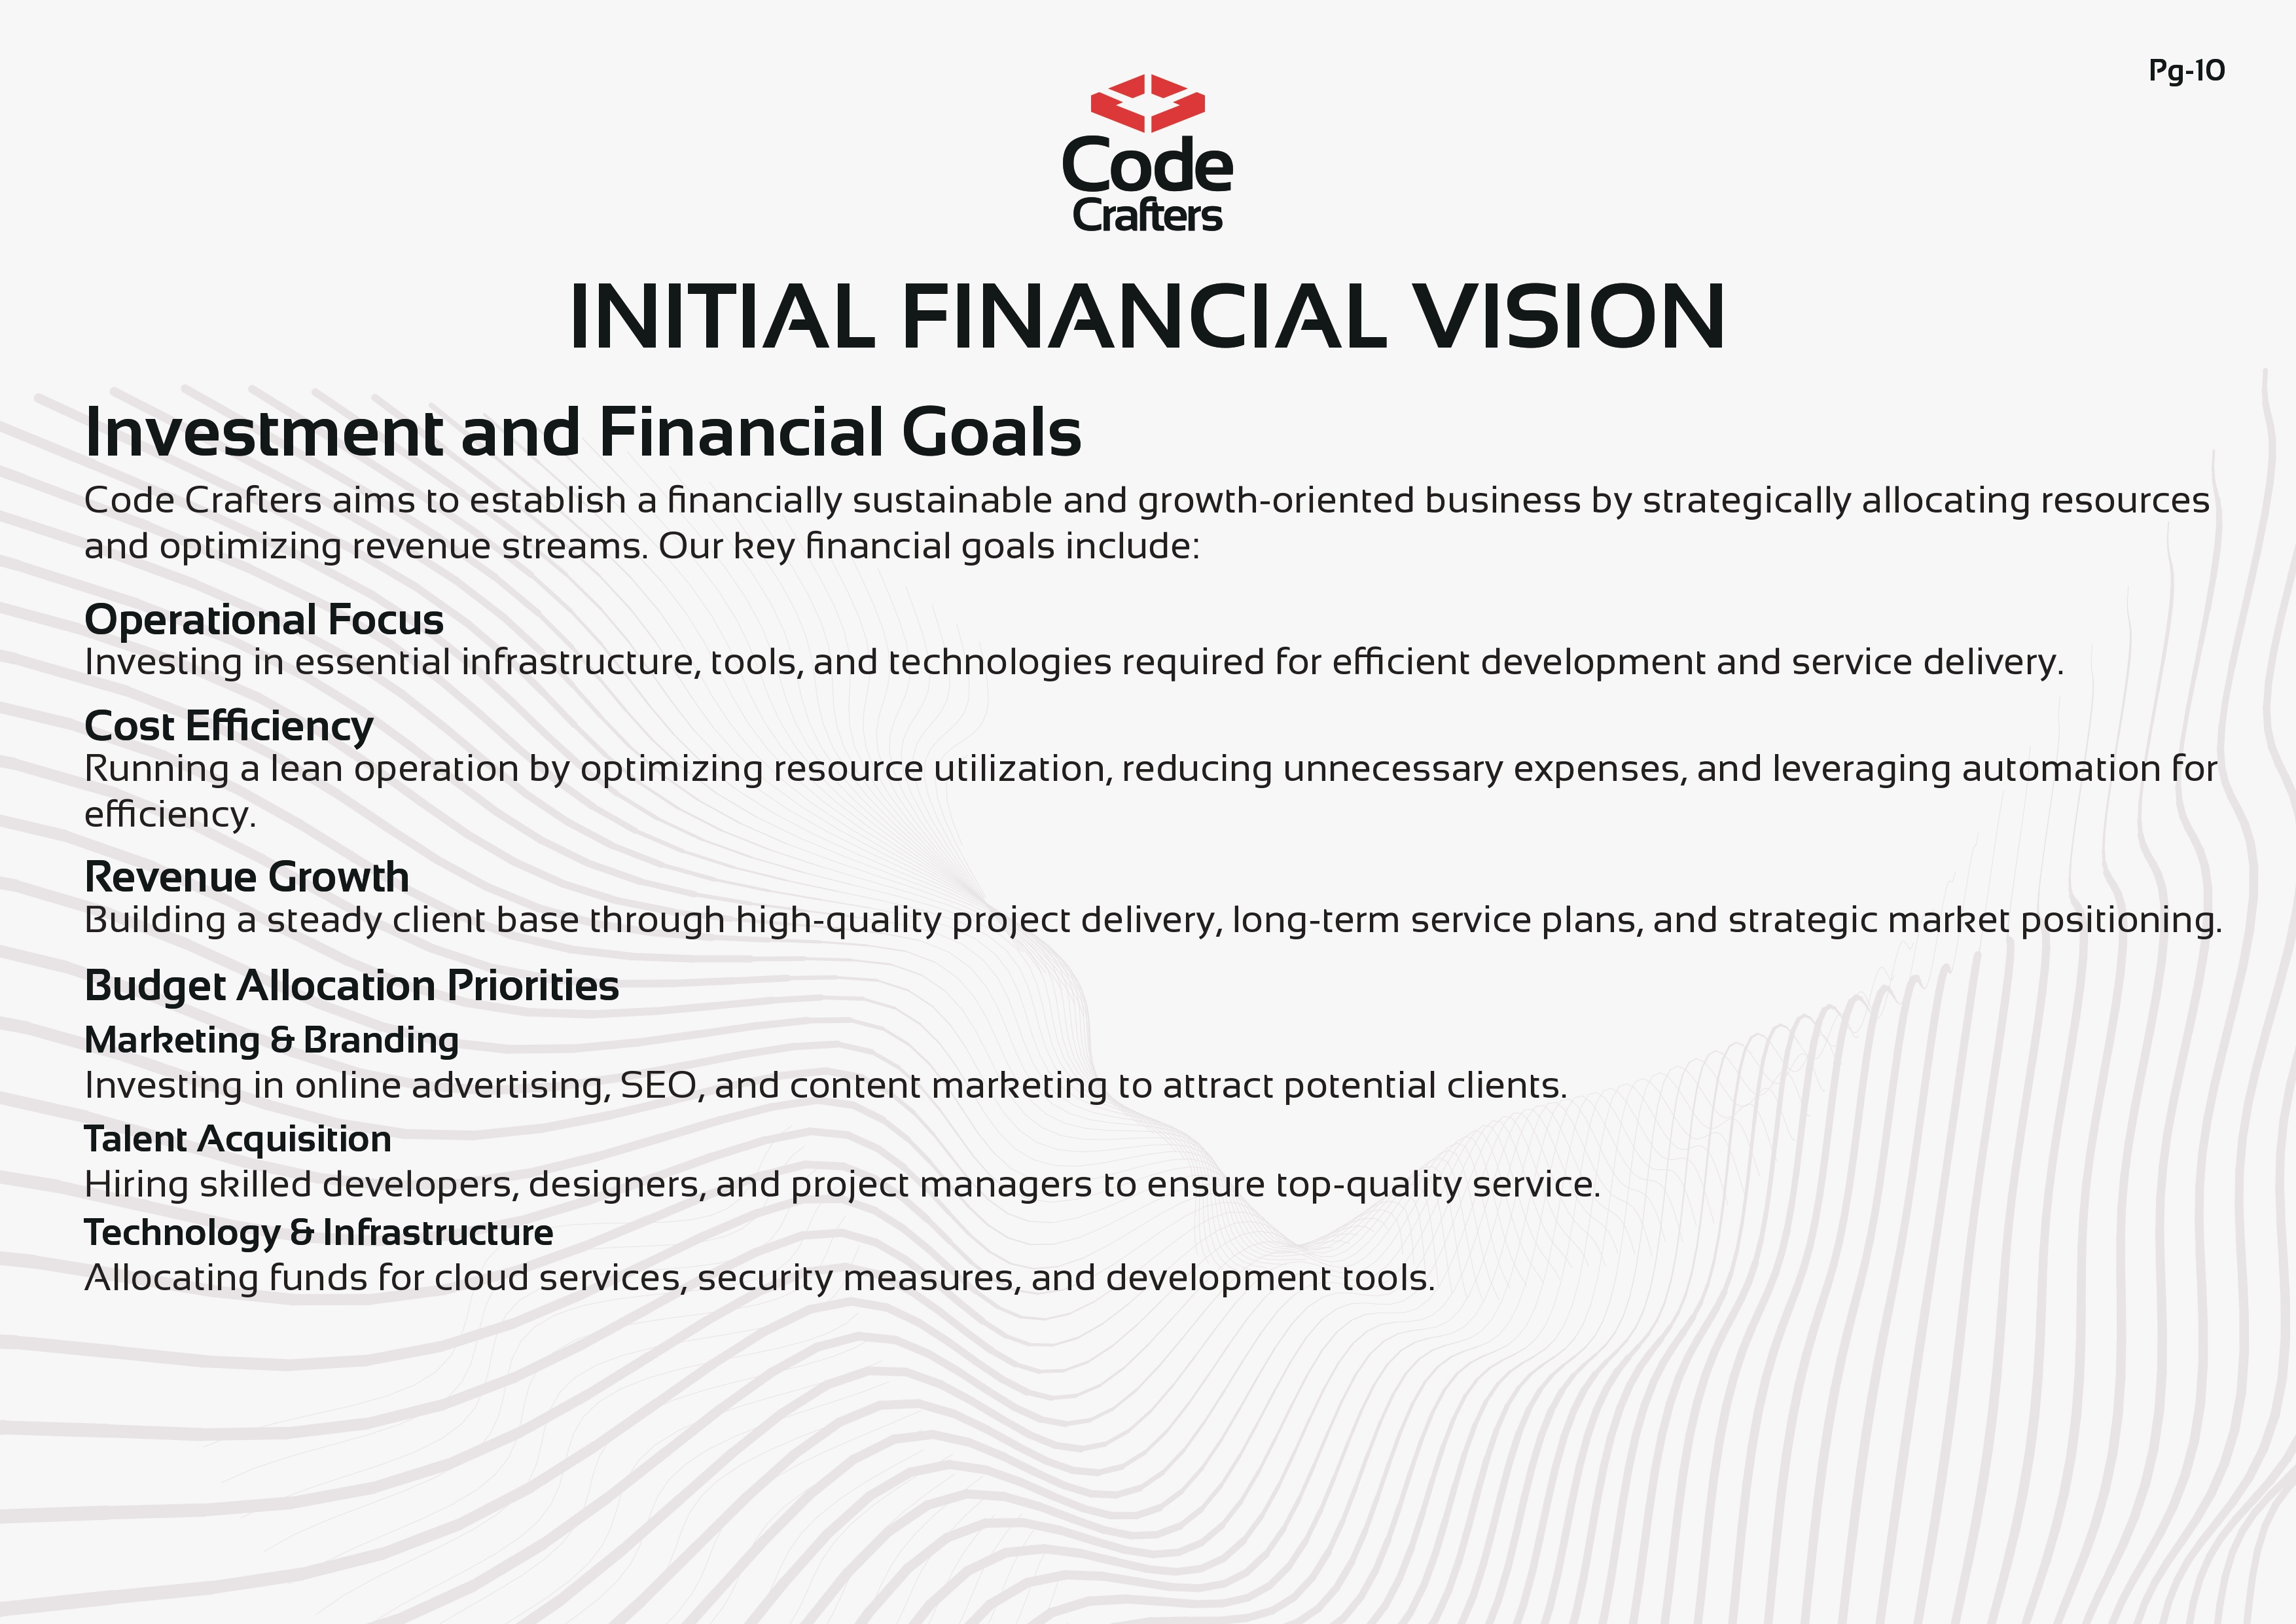 Pg-10
Code
Crafters
INITIAL FINANCIAL VISION
Investment and Financial Goals
Code Crafters aims to establish a financially sustainable and growth-oriented business by strategically allocating resources
and optimizing revenue streams. Our key financial goals include:
Operational Focus
Investing in essential infrastructure, tools, and technologies required for efficient development and service delivery.
Cost Efficiency
Running a lean operation by optimizing resource utilization, reducing unnecessary expenses, and leveraging automation for
efficiency.
Revenue Growth
Building a steady client base through high-quality project delivery, long-term service plans, and strategic market positioning.
Budget Allocation Priorities
Marketing & Branding
Investing in online advertising, SEO, and content marketing to attract potential clients.
Talent Acquisition
Hiring skilled developers, designers, and project managers to ensure top-quality service.
Technology & Infrastructure
Allocating funds for cloud services, security measures, and development tools.